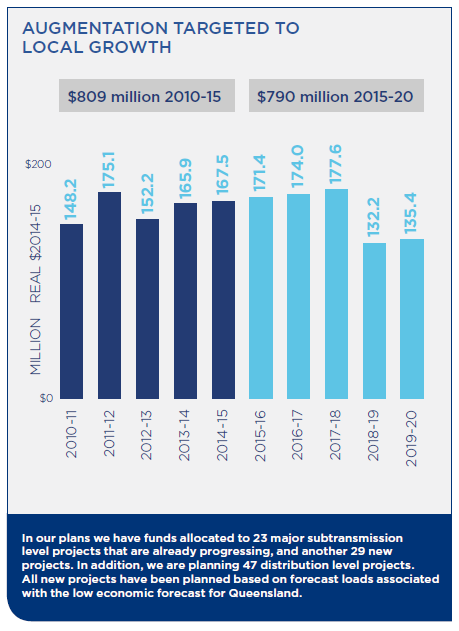 AUGMENTATION TARGETED TO
LOCAL GROWTH
$809 million 2010-15
$790 million 2015-20
$200
MILLION REAL $2014-15
$0
148.2
175.1
152.2
165.9
167.5
171.4
174.0
177.6
132.2
135.4
2010-11
2011-12
2012-13
2013-14
2014-15
2015-16
2016-17
2017-18
2018-19
2019-20
In our plans we have funds allocated to 23 major subtransmission
level projects that are already progressing, and another 29 new
projects. In addition, we are planning 47 distribution level projects.
All new projects have been planned based on forecast loads associated
with the low economic forecast for Queensland.